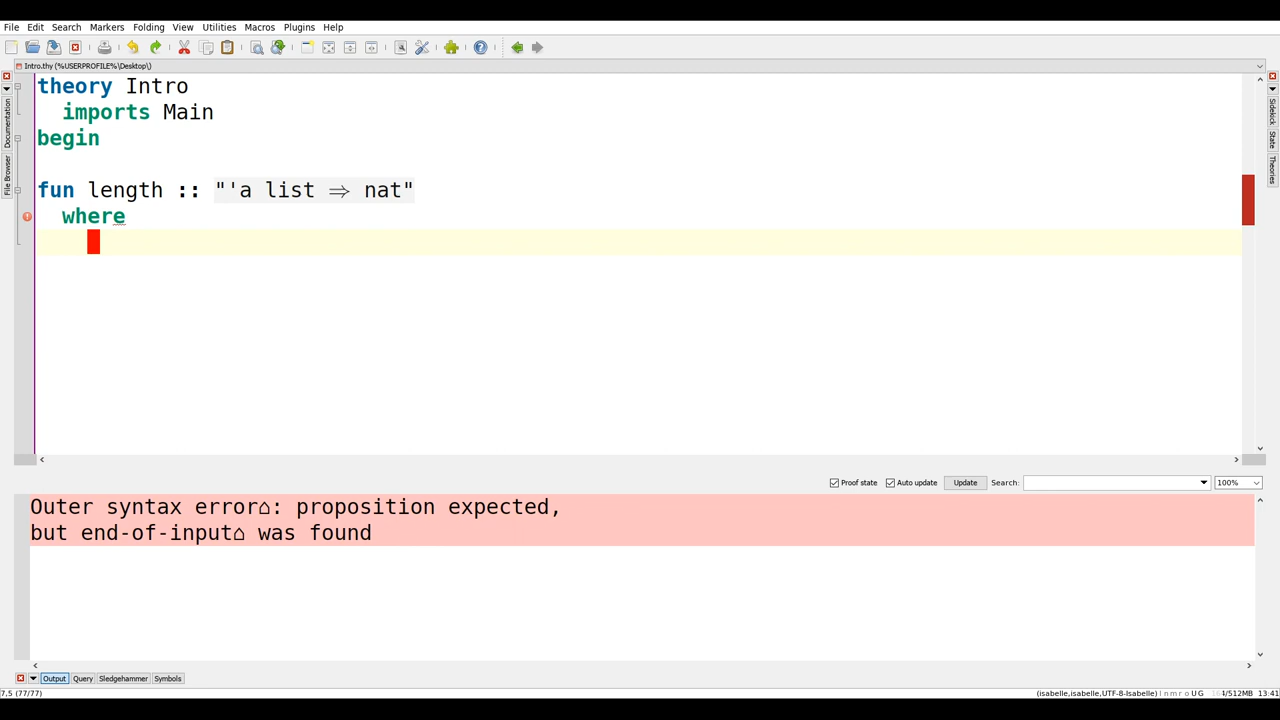 File Edit Search Markers Folding View Utilities Macros Plugins Help
Intro.thy (%USERPROFILE%\Desktop\)
theory Intro
imports Main
begin
fun length :: "'a list ⇒ nat"
where
Documentation
File Browser
Sidekick
State
Theories
Proof state Auto update Update Search: 100%
Outer syntax error⌂: proposition expected,
but end-of-input⌂ was found
Output Query Sledgehammer Symbols
7,5 (77/77) (isabelle,isabelle,UTF-8-Isabelle) I n m r o U G 4/512MB 13:41